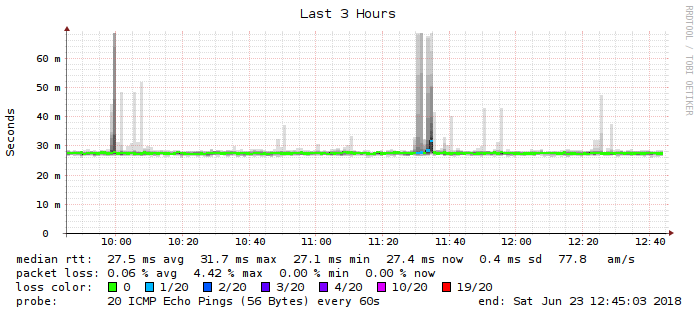 Last 3 Hours
RRDTOOL / TOBI OETIKER
Seconds
60 m
50 m
40 m
30 m
20 m
10 m
0
10:00 10:20 10:40 11:00 11:20 11:40 12:00 12:20 12:40
median rtt: 27.5 ms avg 31.7 ms max 27.1 ms min 27.4 ms now 0.4 ms sd 77.8 am/s
packet loss: 0.06 % avg 4.42 % max 0.00 % min 0.00 % now
loss color: 0 1/20 2/20 3/20 4/20 10/20 19/20
probe: 20 ICMP Echo Pings (56 Bytes) every 60s end: Sat Jun 23 12:45:03 2018